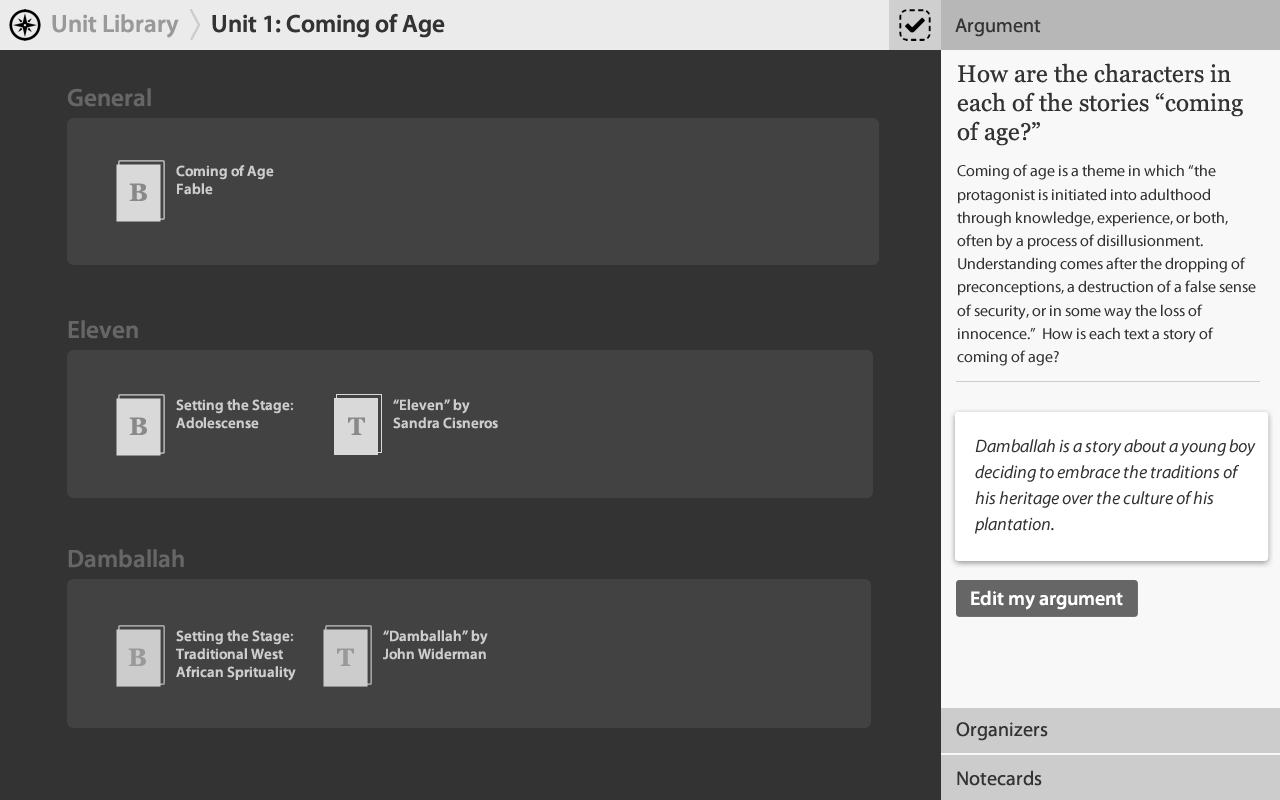 Unit Library
Unit 1: Coming of Age
Argument
General
B
Coming of Age
Fable
Eleven
B
Setting the Stage:
Adolescense
T
“Eleven” by
Sandra Cisneros
Damballah
B
Setting the Stage:
Traditional West
African Sprituality
T
“Damballah” by
John Widerman
How are the characters in
each of the stories “coming
of age?”
Coming of age is a theme in which “the
protagonist is initiated into adulthood
through knowledge, experience, or both,
often by a process of disillusionment.
Understanding comes after the dropping of
preconceptions, a destruction of a false sense
of security, or in some way the loss of
innocence.” How is each text a story of
coming of age?
Damballah is a story about a young boy
deciding to embrace the traditions of
his heritage over the culture of his
plantation.
Edit my argument
Organizers
Notecards